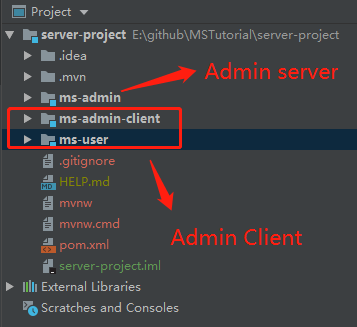 Project
server-project E:\github\MSTutorial\server-project
.idea
.mvn
ms-admin
Admin server
ms-admin-client
ms-user
.gitignore
HELP.md
mvnw
mvnw.cmd
Admin Client
pom.xml
server-project.iml
External Libraries
Scratches and Consoles